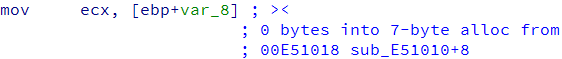 mov     ecx, [ebp+var_8] ; ><
; 0 bytes into 7-byte alloc from
; 00E51018 sub_E51010+8